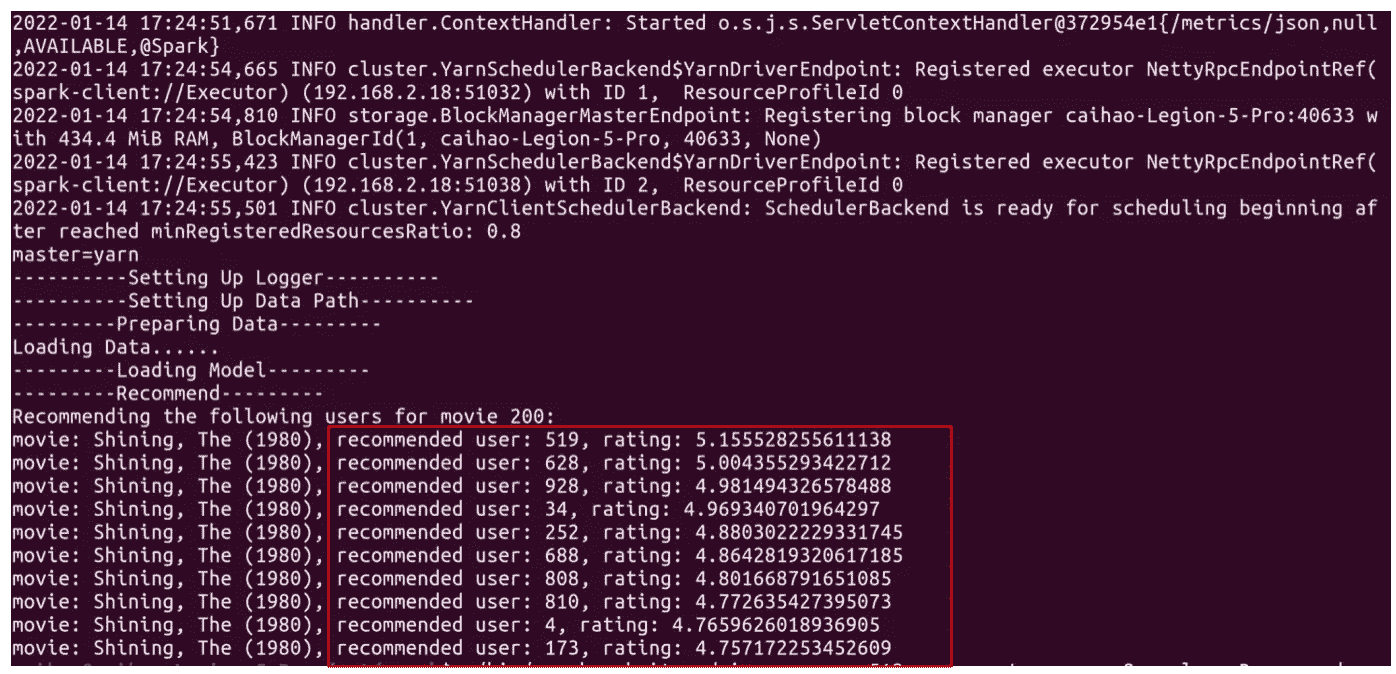 2022-01-14 17:24:51,671 INFO handler.ContextHandler: Started o.s.j.s.ServletContextHandler@372954e1{/metrics/json,null
,AVAILABLE,@Spark}
2022-01-14 17:24:54,665 INFO cluster.YarnSchedulerBackend$YarnDriverEndpoint: Registered executor NettyRpcEndpointRef(
spark-client://Executor) (192.168.2.18:51032) with ID 1,  ResourceProfileId 0
2022-01-14 17:24:54,810 INFO storage.BlockManagerMasterEndpoint: Registering block manager caihao-Legion-5-Pro:40633 w
ith 434.4 MiB RAM, BlockManagerId(1, caihao-Legion-5-Pro, 40633, None)
2022-01-14 17:24:55,423 INFO cluster.YarnSchedulerBackend$YarnDriverEndpoint: Registered executor NettyRpcEndpointRef(
spark-client://Executor) (192.168.2.18:51038) with ID 2,  ResourceProfileId 0
2022-01-14 17:24:55,501 INFO cluster.YarnClientSchedulerBackend: SchedulerBackend is ready for scheduling beginning af
ter reached minRegisteredResourcesRatio: 0.8
master=yarn
----------Setting Up Logger----------
----------Setting Up Data Path----------
---------Preparing Data---------
Loading Data......
---------Loading Model---------
---------Recommend---------
Recommending the following users for movie 200:
movie: Shining, The (1980), recommended user: 519, rating: 5.155528255611138
movie: Shining, The (1980), recommended user: 628, rating: 5.004355293422712
movie: Shining, The (1980), recommended user: 928, rating: 4.981494326578488
movie: Shining, The (1980), recommended user: 34, rating: 4.969340701964297
movie: Shining, The (1980), recommended user: 252, rating: 4.8803022229331745
movie: Shining, The (1980), recommended user: 688, rating: 4.8642819320617185
movie: Shining, The (1980), recommended user: 808, rating: 4.801668791651085
movie: Shining, The (1980), recommended user: 810, rating: 4.772635427395073
movie: Shining, The (1980), recommended user: 4, rating: 4.7659626018936905
movie: Shining, The (1980), recommended user: 173, rating: 4.757172253452609